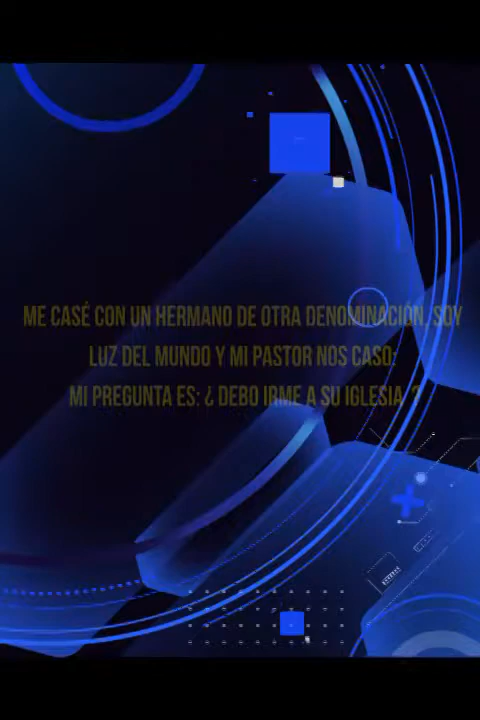 ME CASÉ CON UN HERMANO DE OTRA DENOMINACIÓN, SOY
LUZ DEL MUNDO Y MI PASTOR NOS CASO;
MI PREGUNTA ES: ¿ DEBO IRME A SU IGLESIA ?